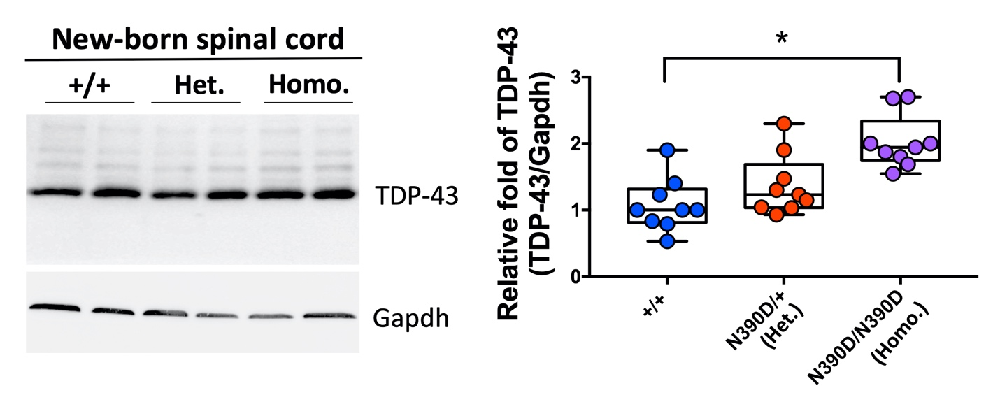 New-born spinal cord
+/+ Het. Homo.
TDP-43
Gapdh
*
Relative fold of TDP-43
(TDP-43/Gapdh)
3
2
1
0
+/+
N390D/+
(Het.)
N390D/N390D
(Homo.)